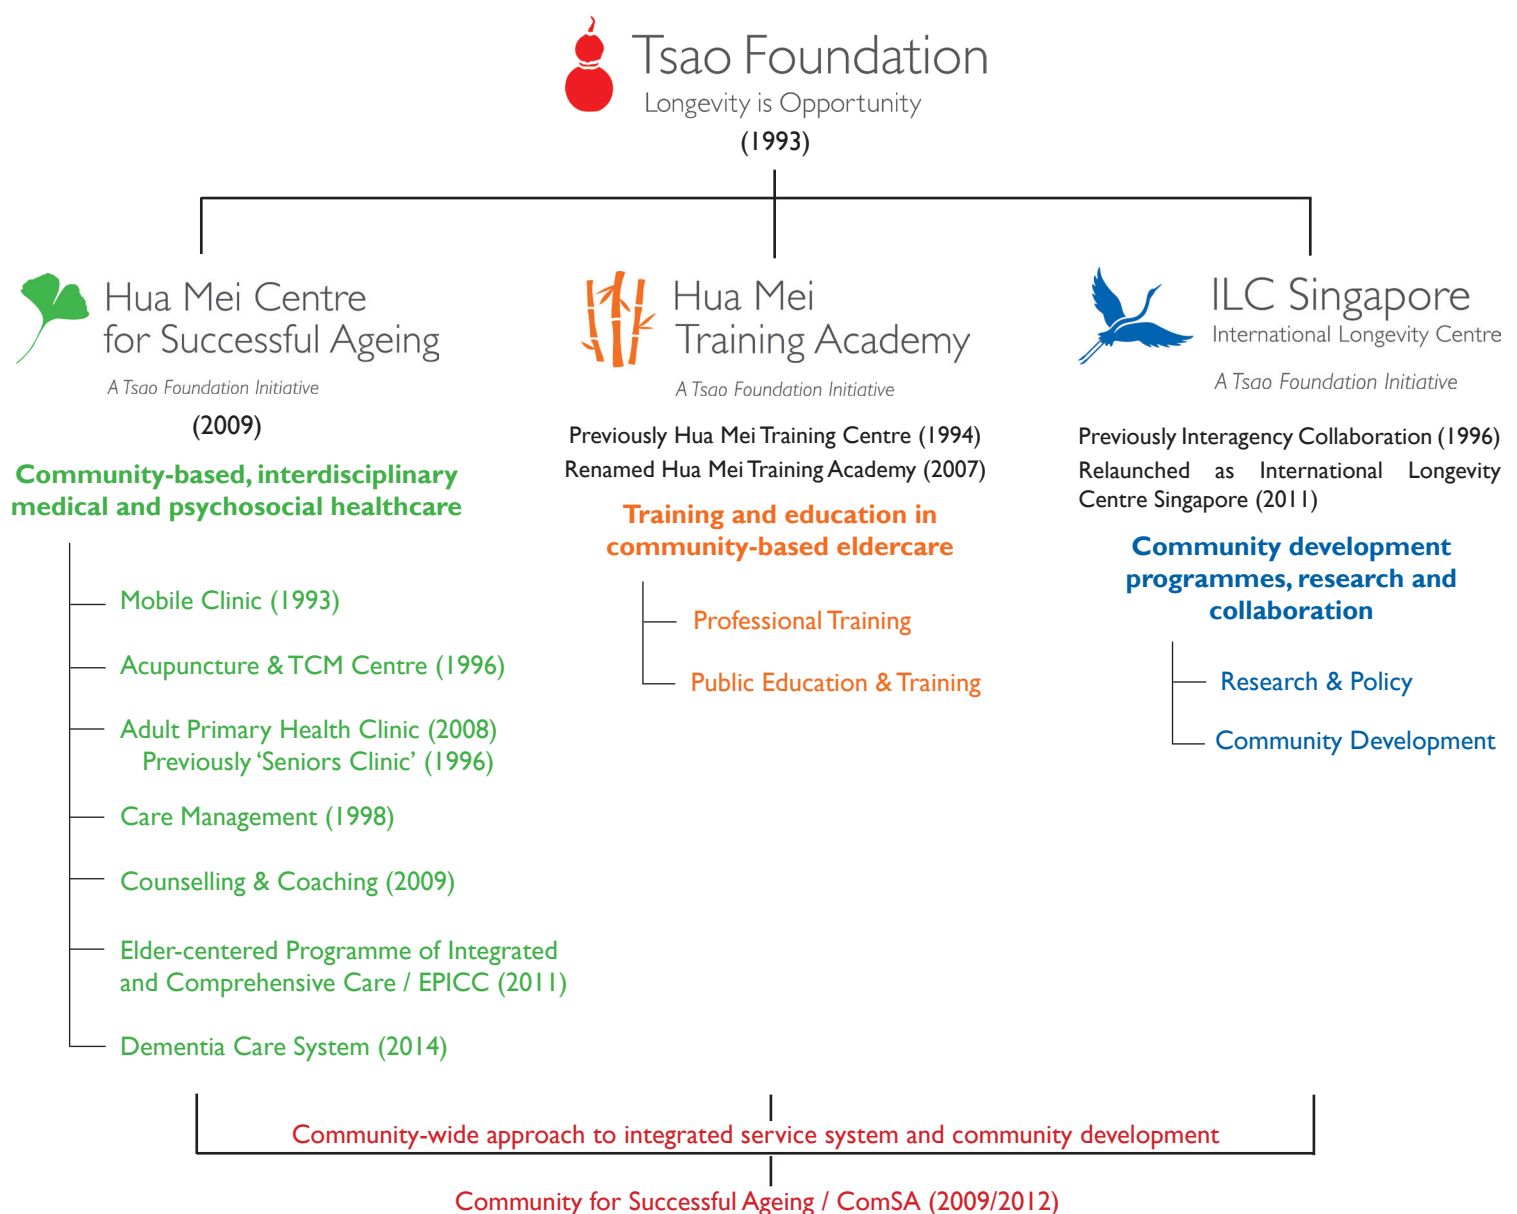 Tsao Foundation
Longevity is Opportunity
(1993)
Hua Mei Centre
for Successful Ageing
A Tsao Foundation Initiative
(2009)
Community-based, interdisciplinary
medical and psychosocial healthcare
Mobile Clinic (1993)
Acupuncture & TCM Centre (1996)
Adult Primary Health Clinic (2008)
Previously ‘Seniors Clinic’ (1996)
Care Management (1998)
Counselling & Coaching (2009)
Elder-centered Programme of Integrated
and Comprehensive Care / EPICC (2011)
Dementia Care System (2014)
Hua Mei
Training Academy
A Tsao Foundation Initiative
Previously Hua Mei Training Centre (1994)
Renamed Hua Mei Training Academy (2007)
Training and education in
community-based eldercare
Professional Training
Public Education & Training
ILC Singapore
International Longevity Centre
A Tsao Foundation Initiative
Previously Interagency Collaboration (1996)
Relaunched as International Longevity
Centre Singapore (2011)
Community development
programmes, research and
collaboration
Research & Policy
Community Development
Community-wide approach to integrated service system and community development
Community for Successful Ageing / ComSA (2009/2012)